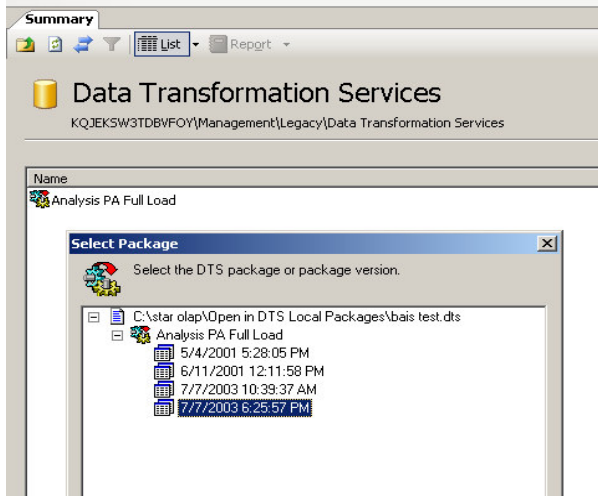 Summary
List Report
Data Transformation Services
KQJEKSW3TDBVFOY\Management\Legacy\Data Transformation Services
Name
Analysis PA Full Load
Select Package
Select the DTS package or package version.
C:\star olap\Open in DTS Local Packages\bais test.dts
Analysis PA Full Load
5/4/2001 5:28:05 PM
6/11/2001 12:11:58 PM
7/7/2003 10:39:37 AM
7/7/2003 6:25:57 PM